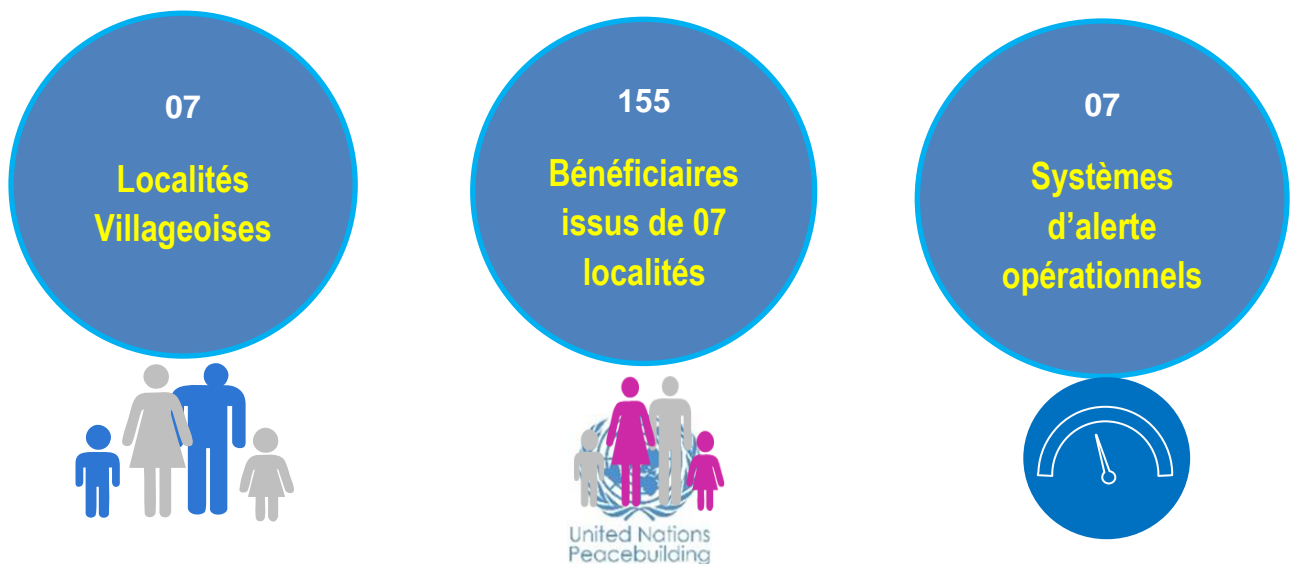 07
Localités
Villageoises
155
Bénéficiaires
issus de 07
localités
07
Systèmes
d’alerte
opérationnels
United Nations
Peacebuilding